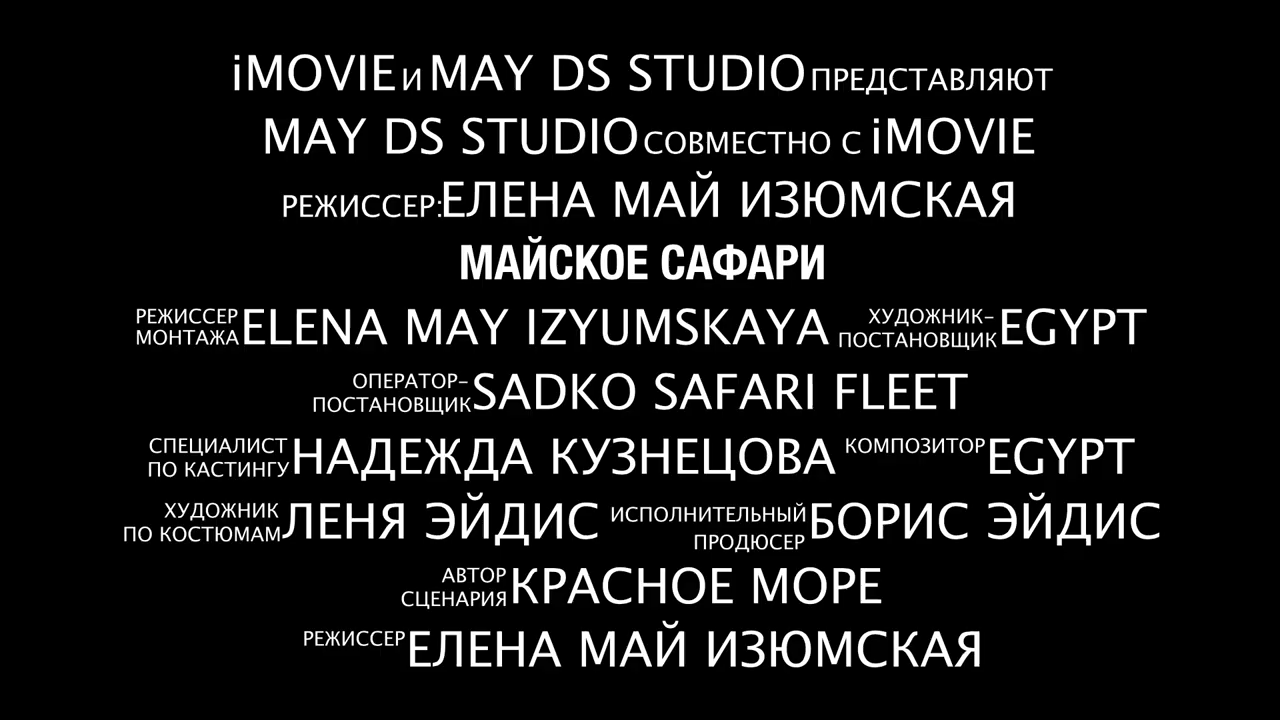 iMOVIE И MAY DS STUDIO ПРЕДСТАВЛЯЮТ
MAY DS STUDIO СОВМЕСТНО С iMOVIE
РЕЖИССЕР: ЕЛЕНА МАЙ ИЗЮМСКАЯ
МАЙСКОЕ САФАРИ
РЕЖИССЕР МОНТАЖА ELENA MAY IZYUMSKAYA ХУДОЖНИК-ПОСТАНОВЩИК EGYPT
ОПЕРАТОР-ПОСТАНОВЩИК SADKO SAFARI FLEET
СПЕЦИАЛИСТ ПО КАСТИНГУ НАДЕЖДА КУЗНЕЦОВА КОМПОЗИТОР EGYPT
ХУДОЖНИК ПО КОСТЮМАМ ЛЕНЯ ЭЙДИС ИСПОЛНИТЕЛЬНЫЙ ПРОДЮСЕР БОРИС ЭЙДИС
АВТОР СЦЕНАРИЯ КРАСНОЕ МОРЕ
РЕЖИССЕР ЕЛЕНА МАЙ ИЗЮМСКАЯ